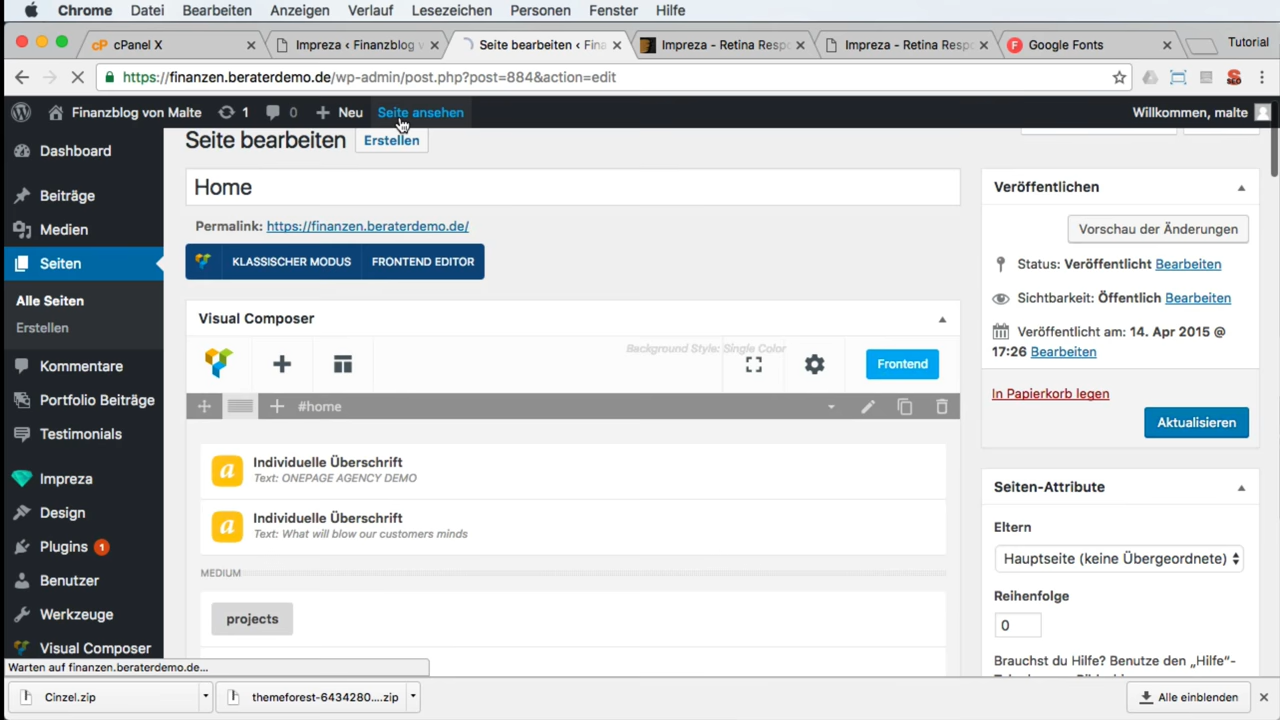 Chrome Datei Bearbeiten Anzeigen Verlauf Lesezeichen Personen Fenster Hilfe
cPanel X
Impreza ‹ Finanzblog v
Seite bearbeiten ‹ Fina
Impreza - Retina Respo
Impreza - Retina Respo
Google Fonts
Tutorial
https://finanzen.beraterdemo.de/wp-admin/post.php?post=884&action=edit
Finanzblog von Malte 1 0 Neu Seite ansehen
Willkommen, malte
Dashboard
Beiträge
Medien
Seiten
Alle Seiten
Erstellen
Kommentare
Portfolio Beiträge
Testimonials
Impreza
Design
Plugins 1
Benutzer
Werkzeuge
Visual Composer
Seite bearbeiten Erstellen
Home
Permalink: https://finanzen.beraterdemo.de/
KLASSISCHER MODUS FRONTEND EDITOR
Visual Composer
Background Style: Single Color
Frontend
#home
Individuelle Überschrift
Text: ONEPAGE AGENCY DEMO
Individuelle Überschrift
Text: What will blow our customers minds
MEDIUM
projects
Veröffentlichen
Vorschau der Änderungen
Status: Veröffentlicht Bearbeiten
Sichtbarkeit: Öffentlich Bearbeiten
Veröffentlicht am: 14. Apr 2015 @
17:26 Bearbeiten
In Papierkorb legen
Aktualisieren
Seiten-Attribute
Eltern
Hauptseite (keine Übergeordnete)
Reihenfolge
0
Brauchst du Hilfe? Benutze den „Hilfe"-
Warten auf finanzen.beraterdemo.de...
Cinzel.zip
themeforest-6434280....zip
Alle einblenden